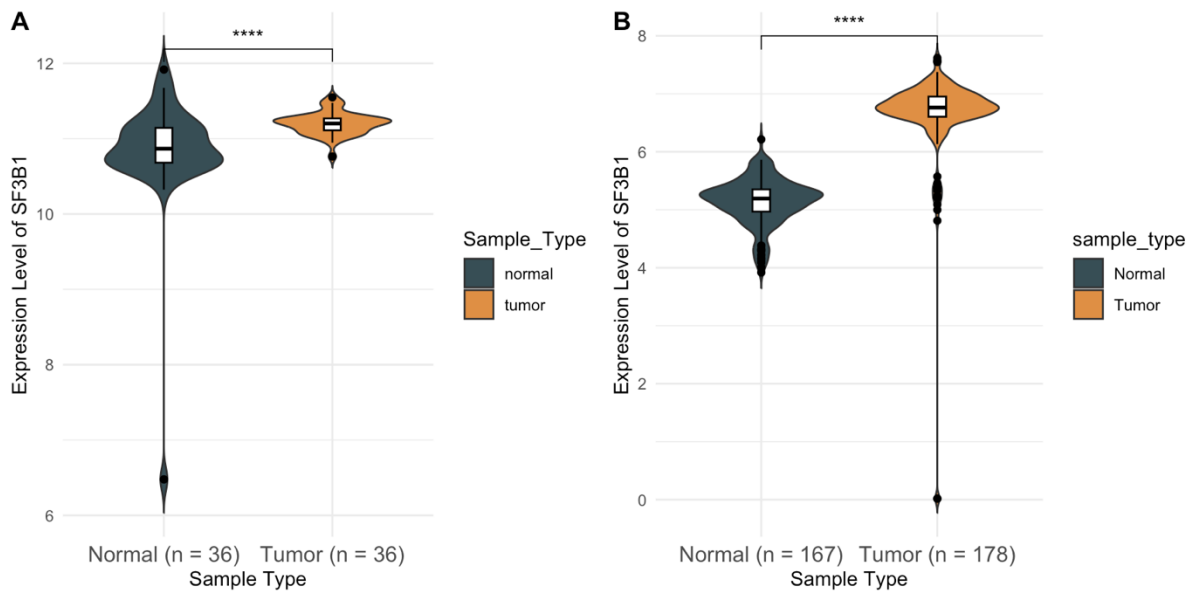 A
****
12
10
8
6
Expression Level of SF3B1
Normal (n = 36)
Tumor (n = 36)
Sample Type
Sample_Type
normal
tumor
B
****
8
6
4
2
0
Expression Level of SF3B1
Normal (n = 167)
Tumor (n = 178)
Sample Type
sample_type
Normal
Tumor